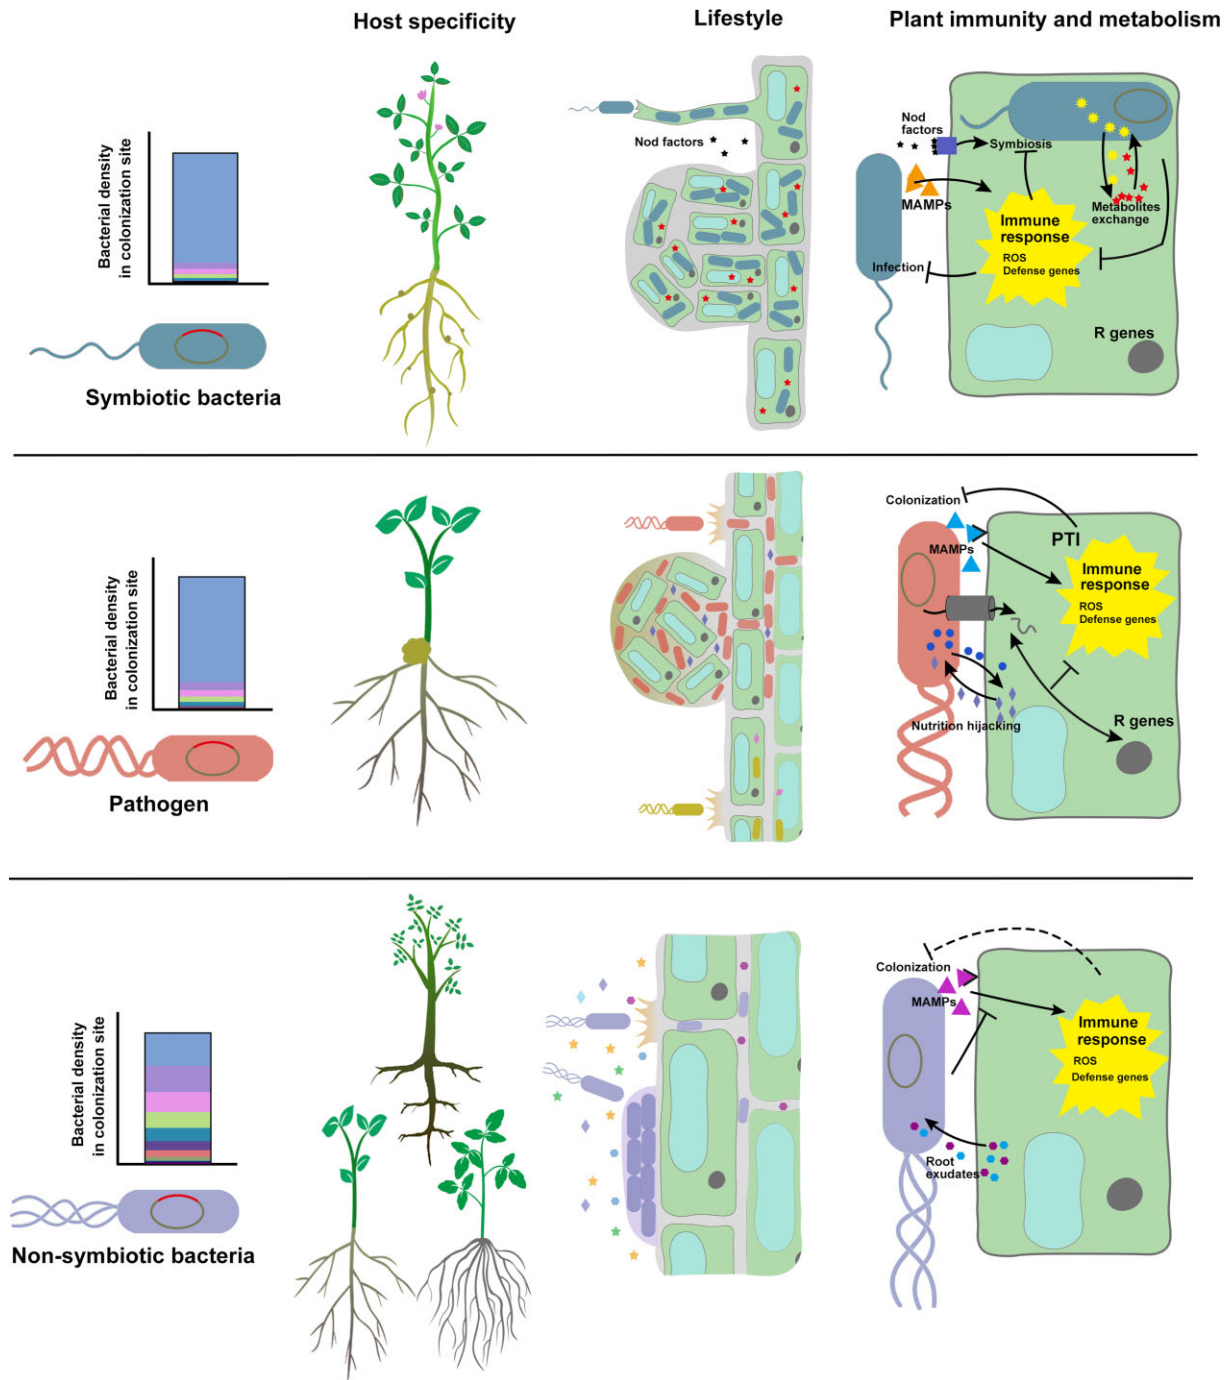 Host specificity
Lifestyle
Plant immunity and metabolism
Bacterial density
in colonization site
Symbiotic bacteria
Nod factors
Nod
factors
Symbiosis
MAMPs
Immune
response
ROS
Defense genes
Metabolites
exchange
Infection
R genes
Bacterial density
in colonization site
Pathogen
Colonization
MAMPs
PTI
Immune
response
ROS
Defense genes
Nutrition hijacking
R genes
Bacterial density
in colonization site
Non-symbiotic bacteria
Colonization
MAMPs
Immune
response
ROS
Defense genes
Root
exudates